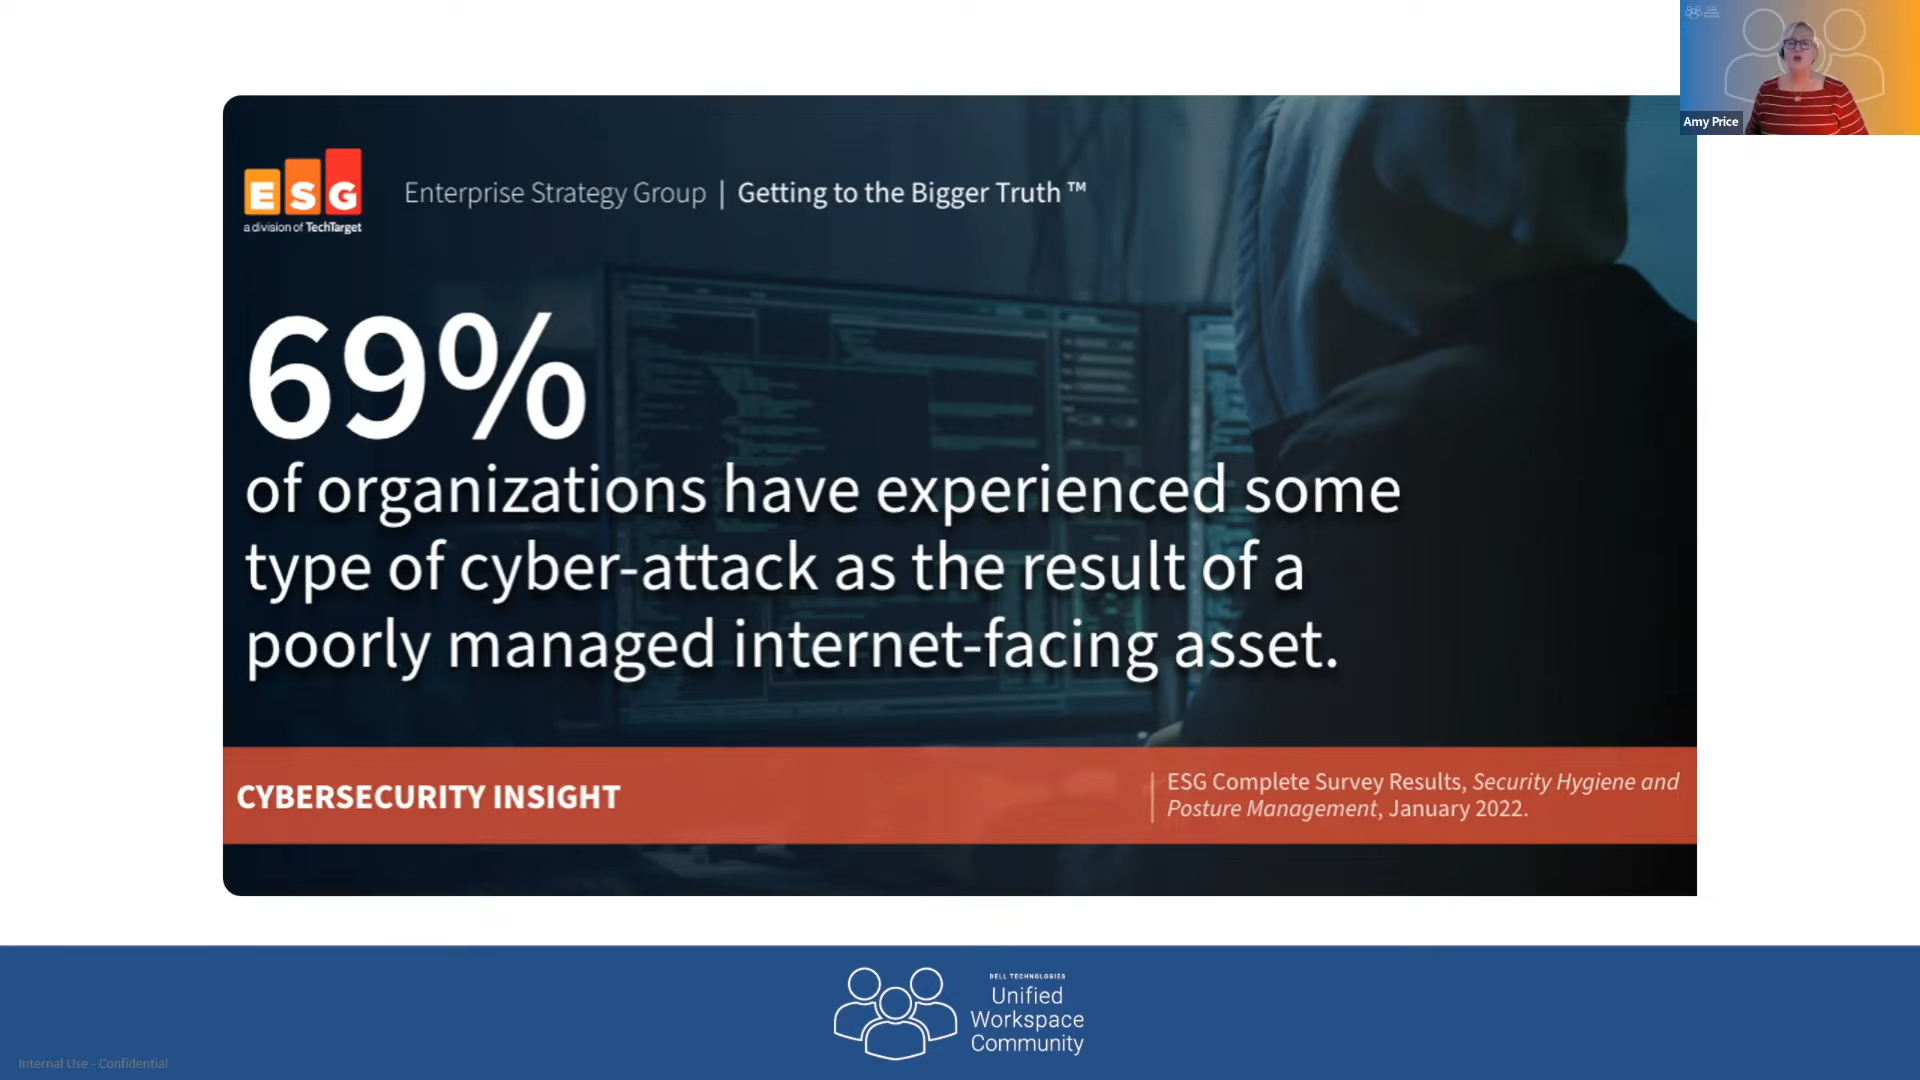 Amy Price
ESG
a division of TechTarget
Enterprise Strategy Group | Getting to the Bigger Truth™
69%
of organizations have experienced some
type of cyber-attack as the result of a
poorly managed internet-facing asset.
CYBERSECURITY INSIGHT
ESG Complete Survey Results, Security Hygiene and
Posture Management, January 2022.
DELL TECHNOLOGIES
Unified
Workspace
Community
Internal Use - Confidential